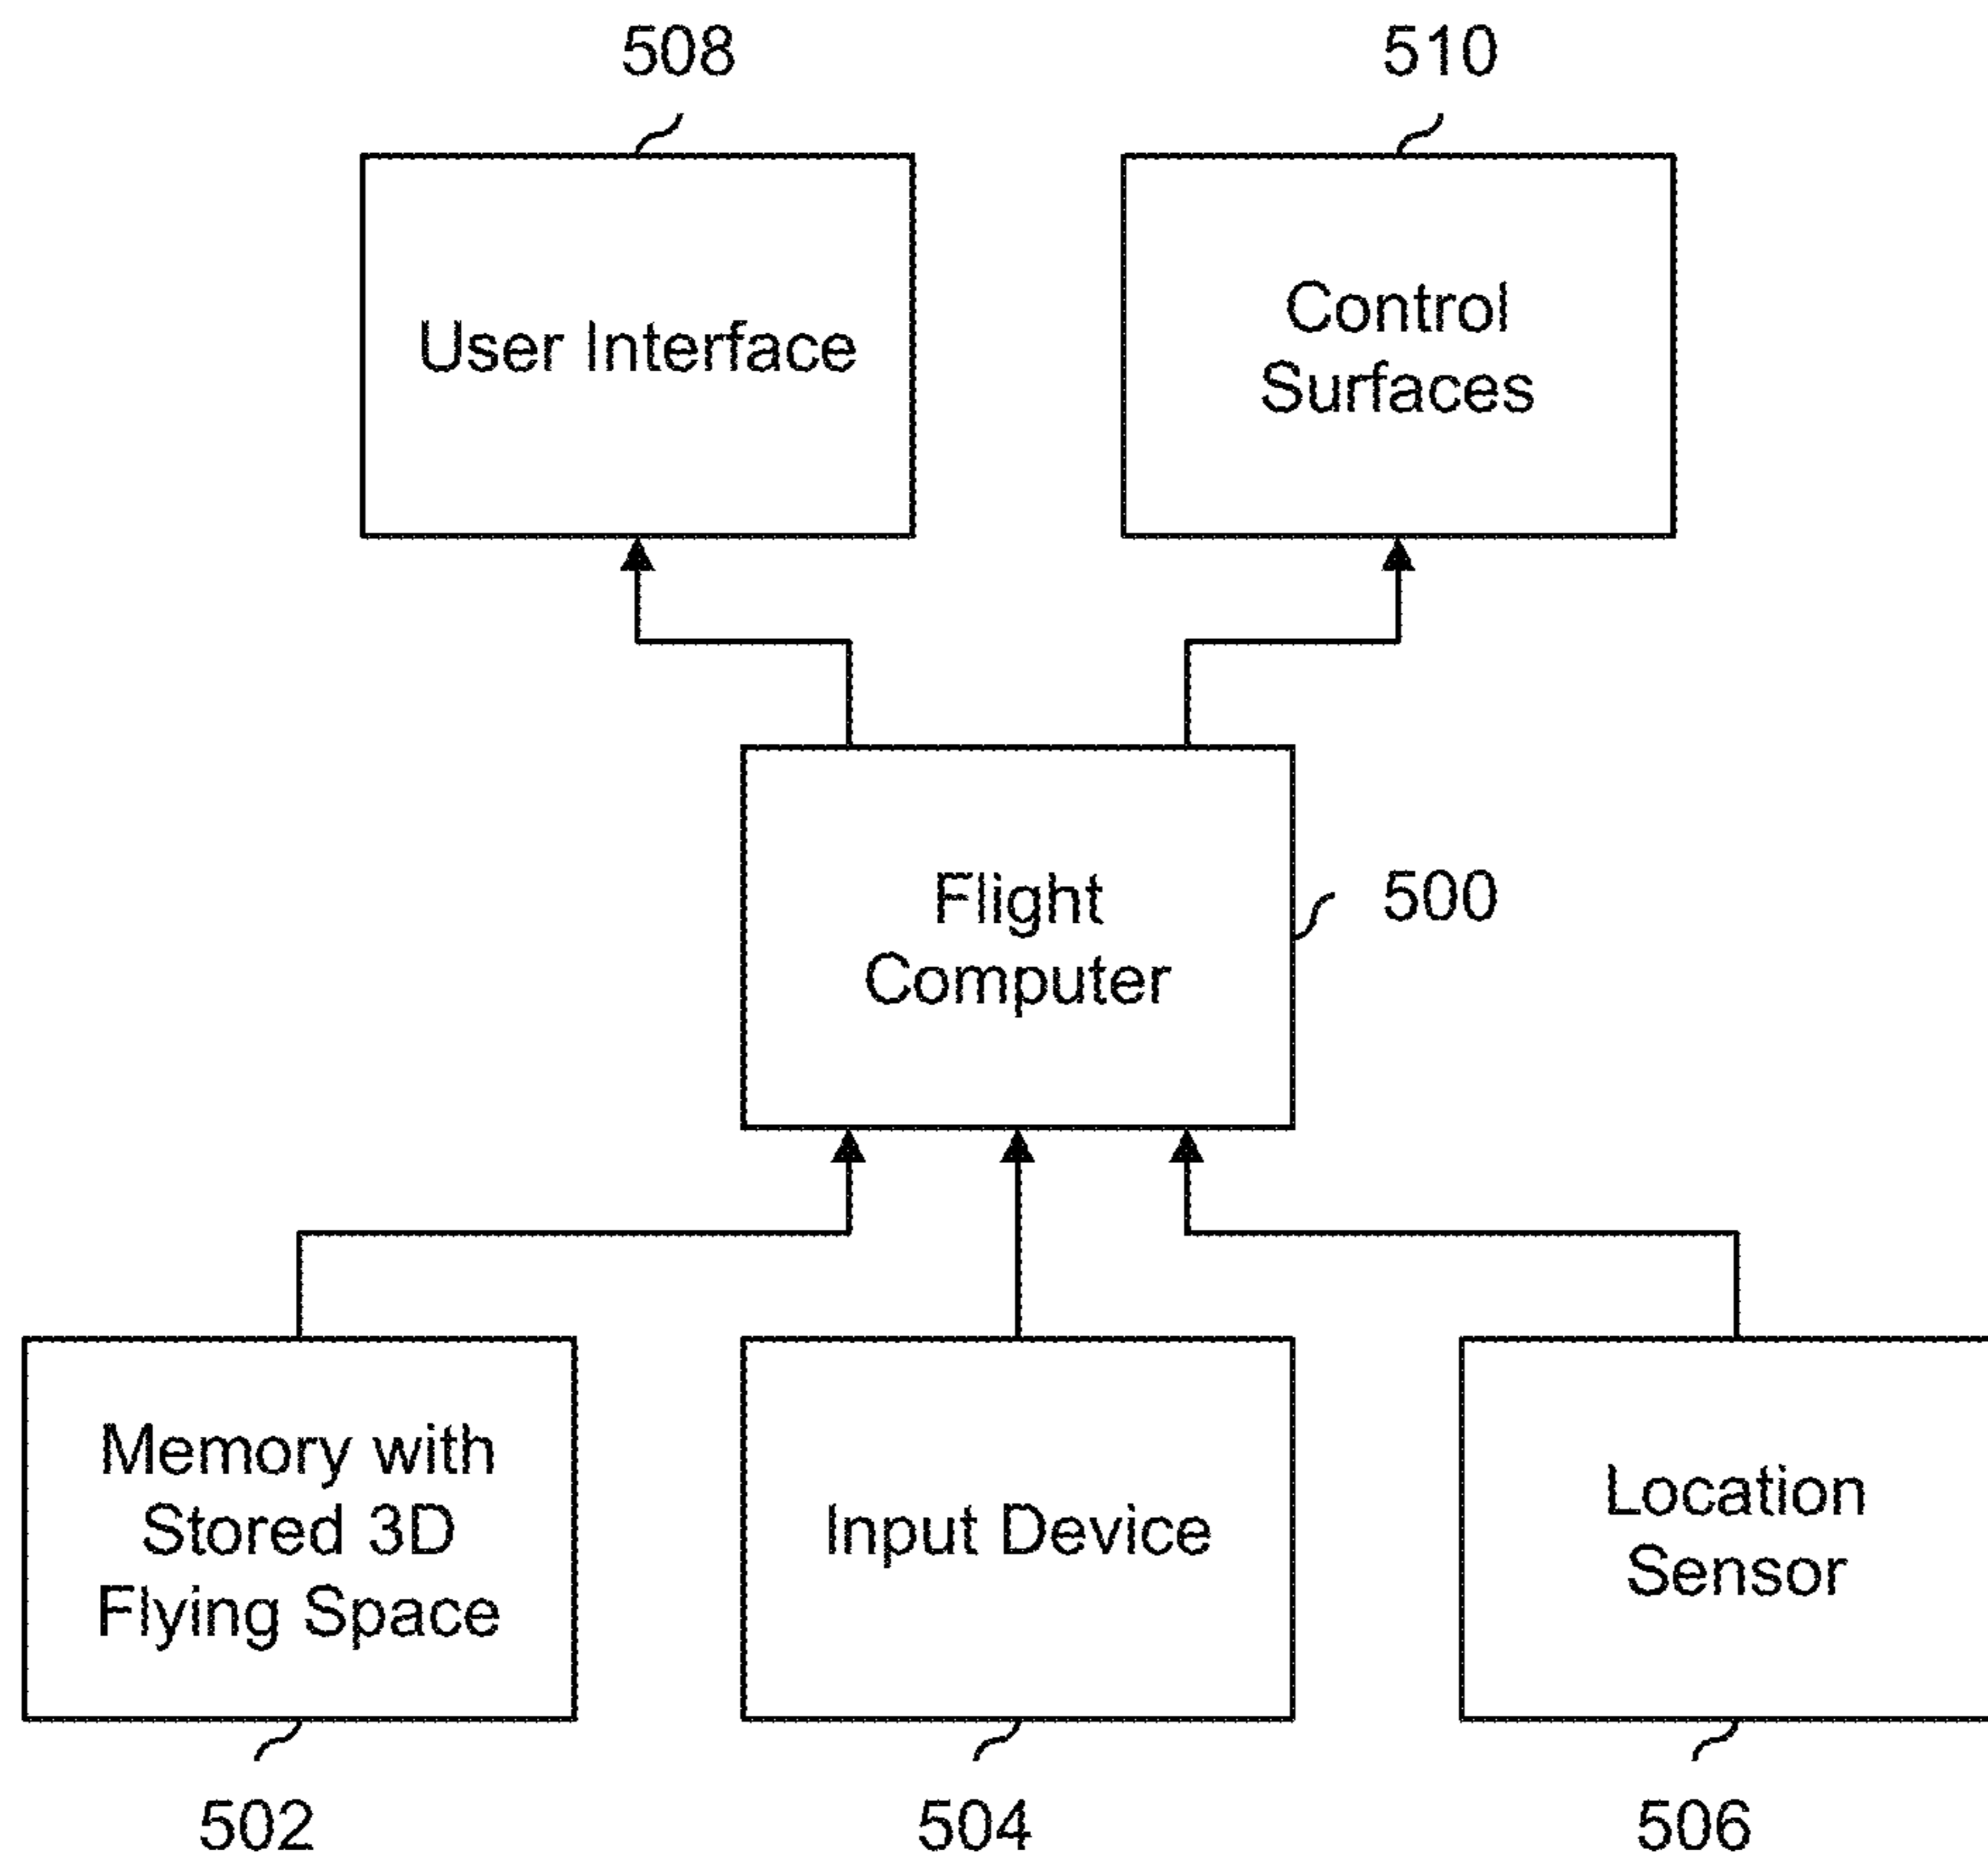 508
510
User Interface
Control
Surfaces
Flight
Computer
500
Memory with
Stored 3D
Flying Space
Input Device
Location
Sensor
502
504
506